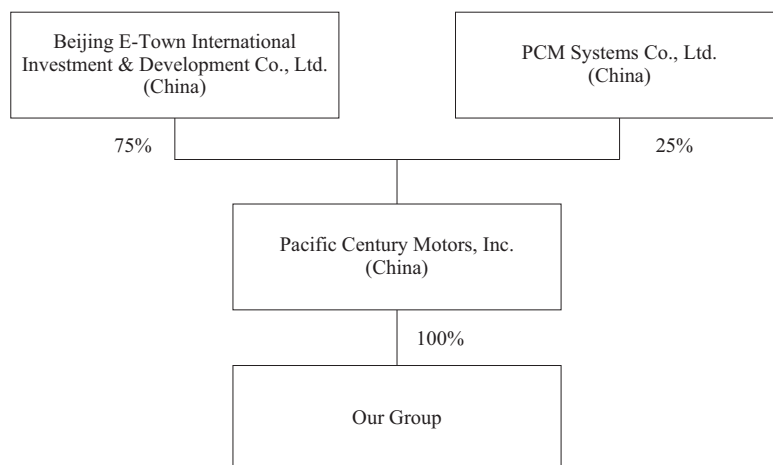 Beijing E-Town International
Investment & Development Co., Ltd.
(China)
PCM Systems Co., Ltd.
(China)
75%
25%
Pacific Century Motors, Inc.
(China)
100%
Our Group